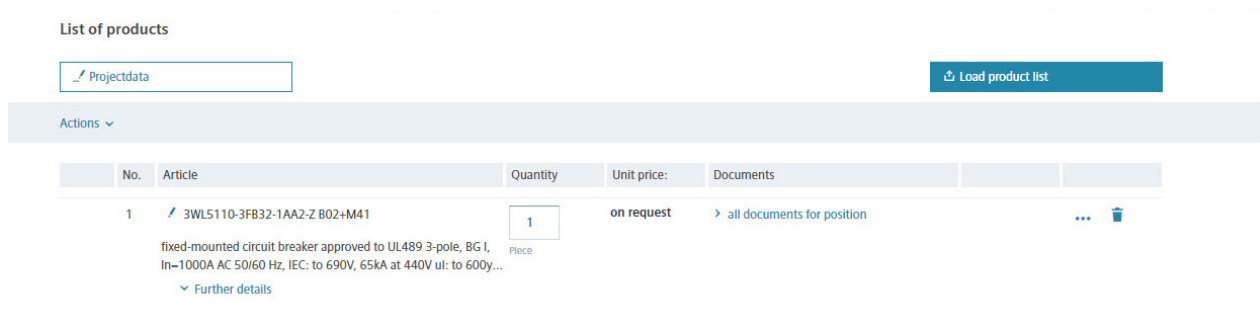 List of products
Projectdata
Load product list
Actions
No. Article Quantity Unit price: Documents
1 3WL5110-3FB32-1AA2-Z B02+M41 1 on request all documents for position ...
fixed-mounted circuit breaker approved to UL489 3-pole, BG I, Piece
In=1000A AC 50/60 Hz, IEC: to 690V, 65kA at 440V ul: to 600y...
Further details